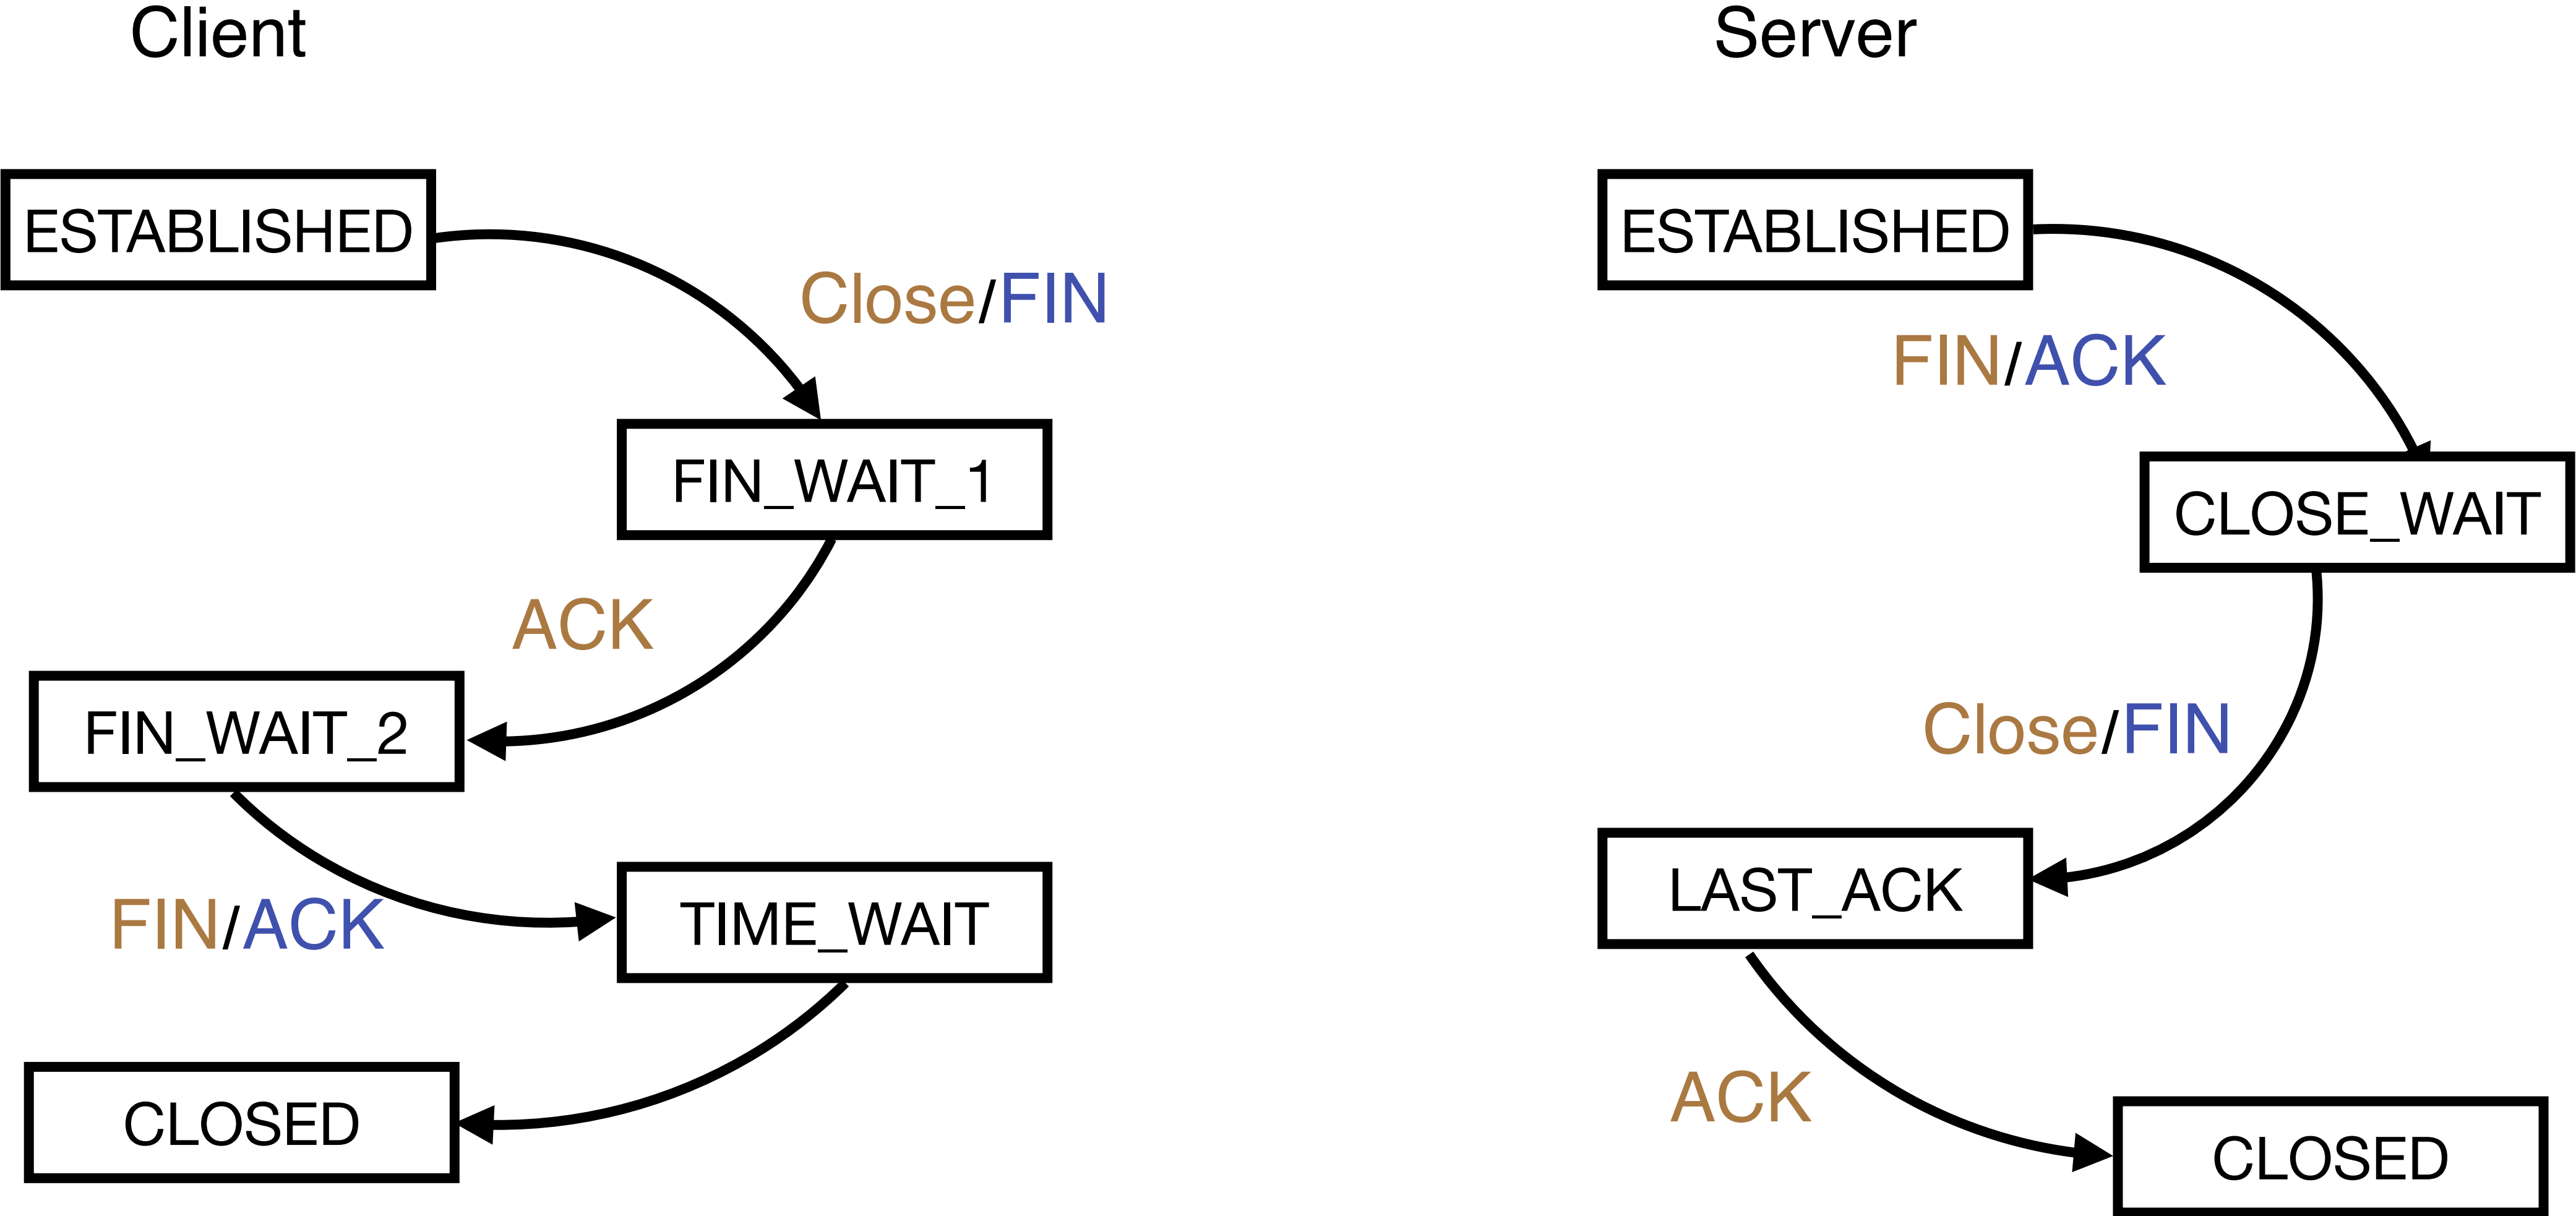 Client
ESTABLISHED
Close/FIN
FIN_WAIT_1
ACK
FIN_WAIT_2
FIN/ACK
TIME_WAIT
CLOSED
Server
ESTABLISHED
FIN/ACK
CLOSE_WAIT
Close/FIN
LAST_ACK
ACK
CLOSED